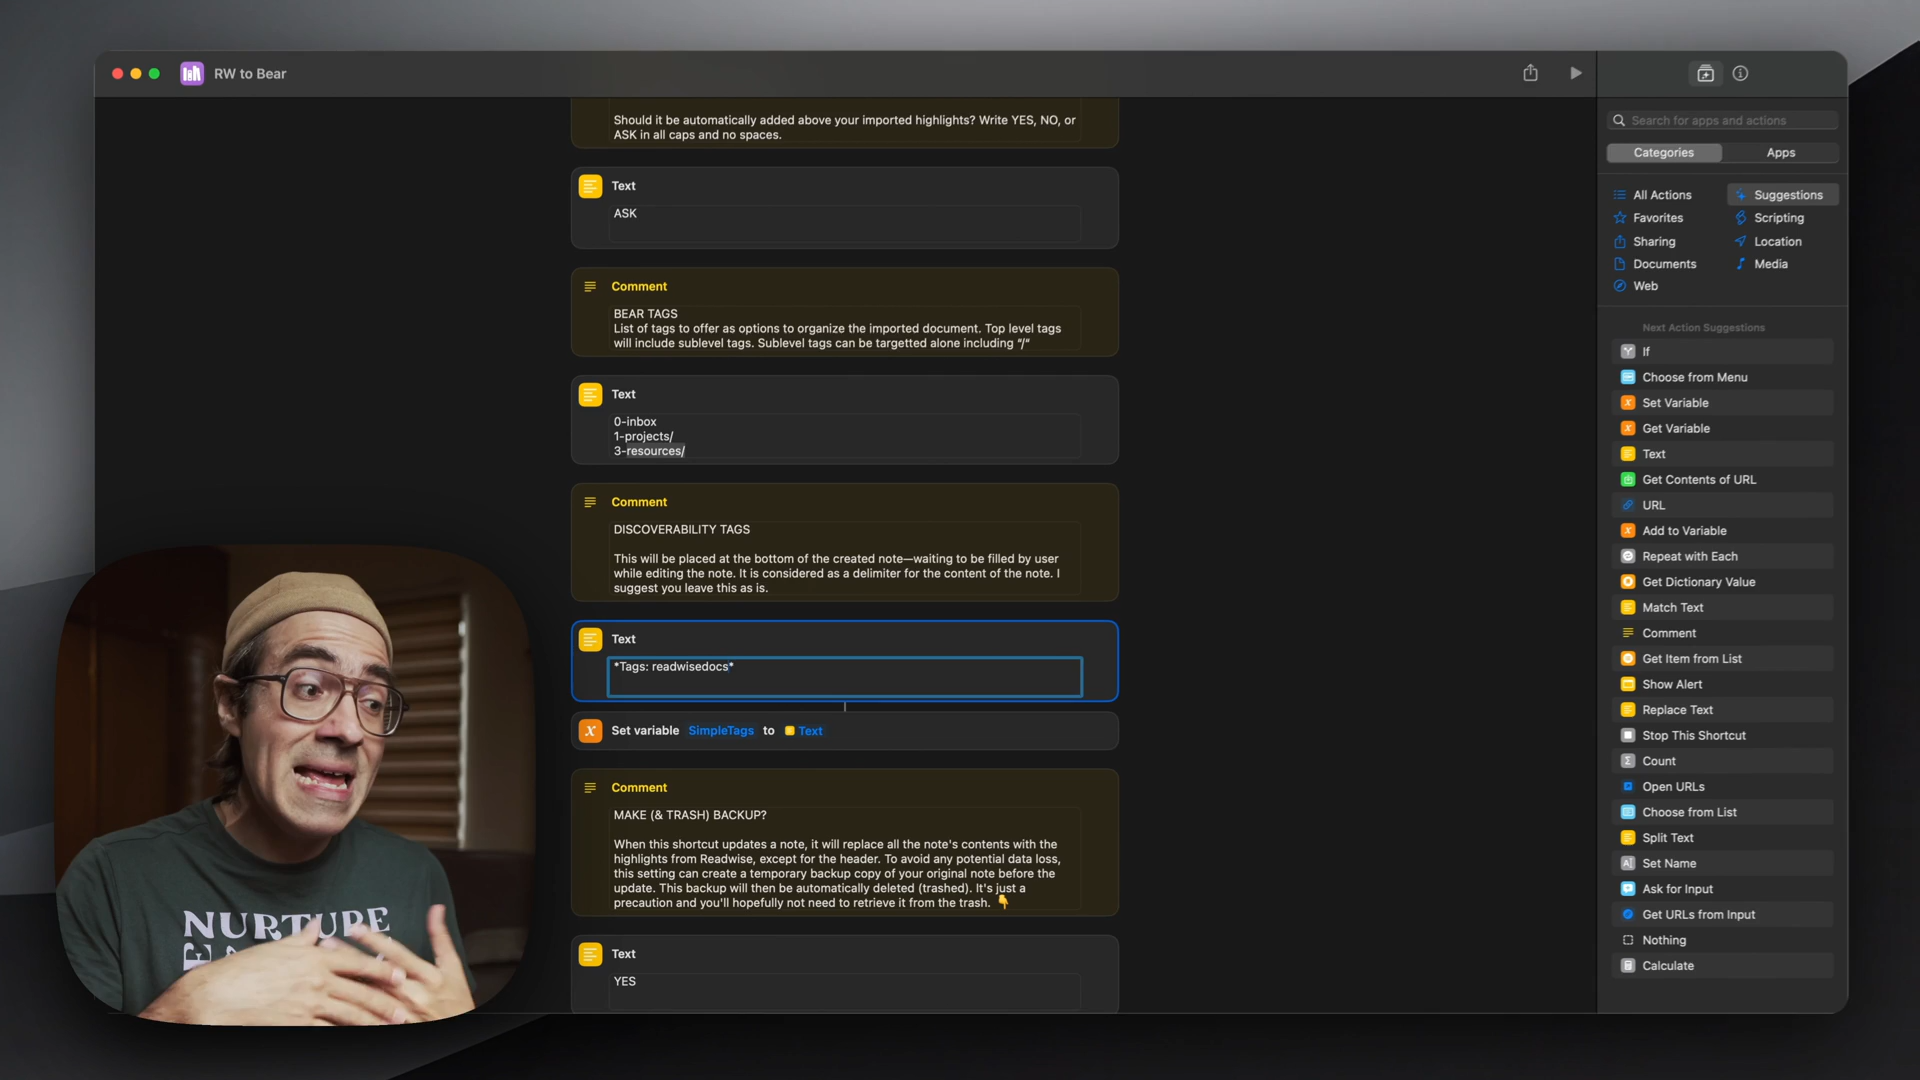 RW to Bear
Should it be automatically added above your imported highlights? Write YES, NO, or
ASK in all caps and no spaces.
Text
ASK
Comment
BEAR TAGS
List of tags to offer as options to organize the imported document. Top level tags
will include sublevel tags. Sublevel tags can be targetted alone including “/“
Text
0-inbox
1-projects/
3-resources/
Comment
DISCOVERABILITY TAGS
This will be placed at the bottom of the created note—waiting to be filled by user
while editing the note. It is considered as a delimiter for the content of the note. I
suggest you leave this as is.
Text
*Tags: readwisedocs*
Set variable SimpleTags to Text
Comment
MAKE (& TRASH) BACKUP?
When this shortcut updates a note, it will replace all the note's contents with the
highlights from Readwise, except for the header. To avoid any potential data loss,
this setting can create a temporary backup copy of your original note before the
update. This backup will then be automatically deleted (trashed). It's just a
precaution and you'll hopefully not need to retrieve it from the trash. 👇
Text
YES
Search for apps and actions
Categories
Apps
All Actions
Suggestions
Favorites
Scripting
Sharing
Location
Documents
Media
Web
Next Action Suggestions
If
Choose from Menu
Set Variable
Get Variable
Text
Get Contents of URL
URL
Add to Variable
Repeat with Each
Get Dictionary Value
Match Text
Comment
Get Item from List
Show Alert
Replace Text
Stop This Shortcut
Count
Open URLs
Choose from List
Split Text
Set Name
Ask for Input
Get URLs from Input
Nothing
Calculate
NURTURE